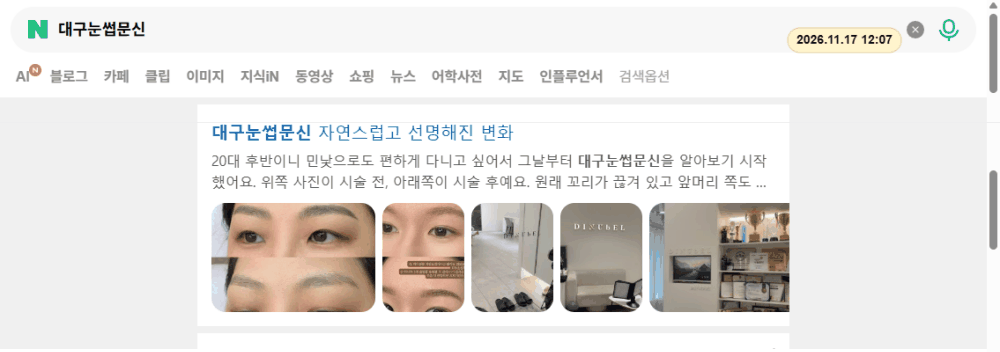 N 대구눈썹문신
2026.11.17 12:07
AI N 블로그 카페 클립 이미지 지식iN 동영상 쇼핑 뉴스 어학사전 지도 인플루언서 검색옵션
대구눈썹문신 자연스럽고 선명해진 변화
20대 후반이니 민낯으로도 편하게 다니고 싶어서 그날부터 대구눈썹문신을 알아보기 시작
했어요. 위쪽 사진이 시술 전, 아래쪽이 시술 후예요. 원래 꼬리가 끊겨 있고 앞머리 쪽도 ...